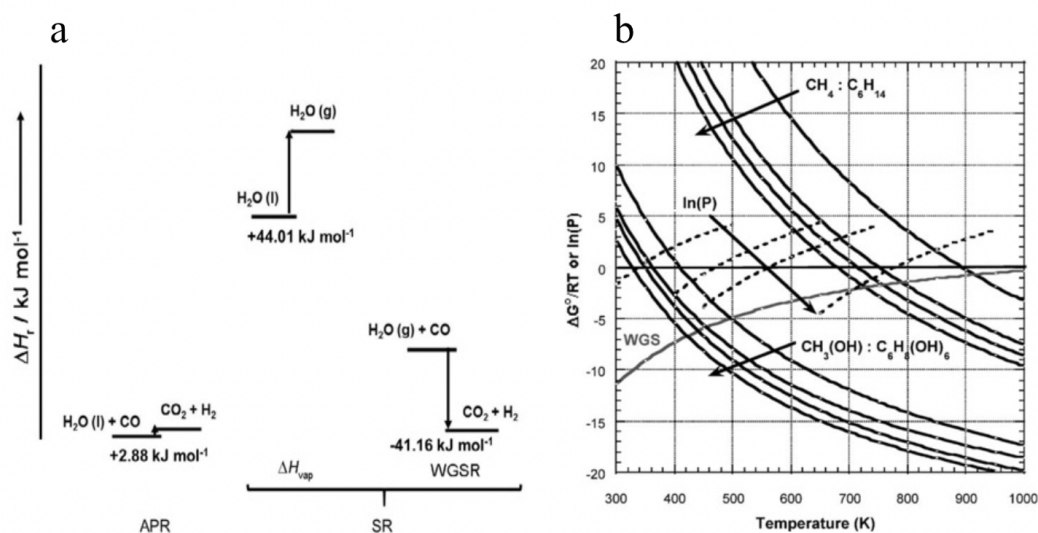 a
ΔHr / kJ mol⁻¹
H₂O (g)
H₂O (l)
+44.01 kJ mol⁻¹
H₂O (g) + CO
H₂O (l) + CO
CO₂ + H₂
+2.88 kJ mol⁻¹
CO₂ + H₂
-41.16 kJ mol⁻¹
ΔHvap
WGSR
APR
SR
b
ΔG°/RT or ln(P)
20
15
10
5
0
-5
-10
-15
-20
CH₄ : C₆H₁₄
ln(P)
WGS
CH₃(OH) : C₆H₈(OH)₆
300 400 500 600 700 800 900 1000
Temperature (K)